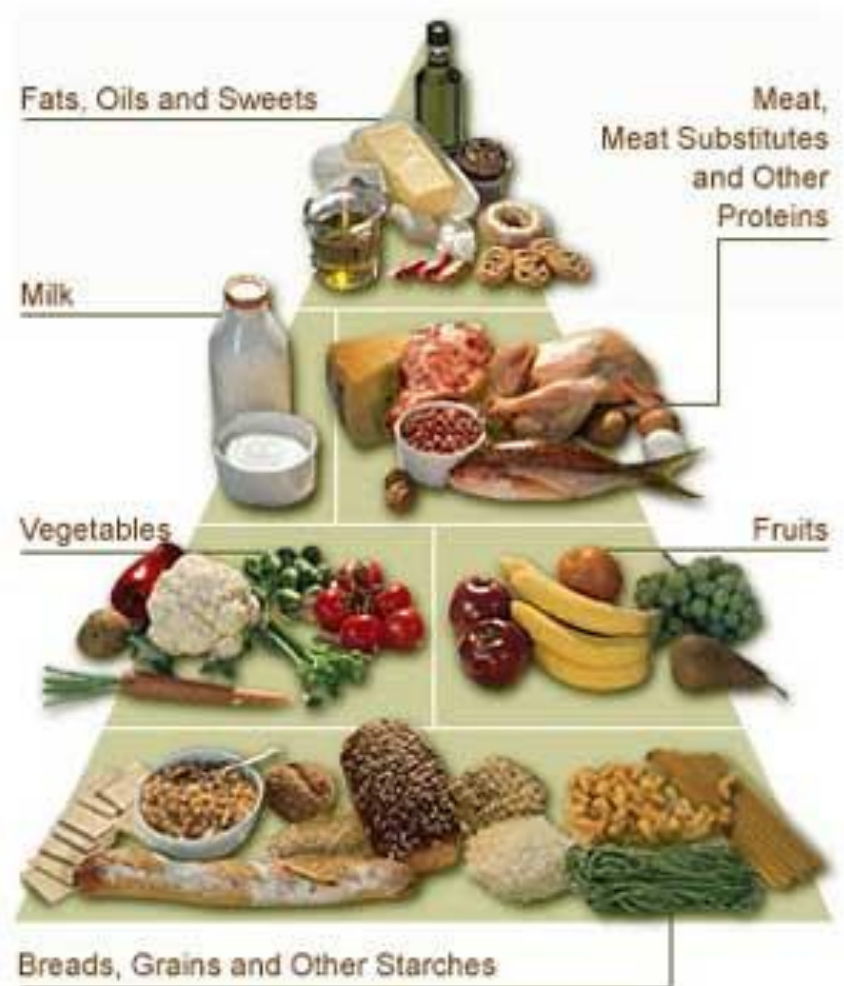 Fats, Oils and Sweets
Meat,
Meat Substitutes
and Other
Proteins
Milk
Vegetables
Fruits
Breads, Grains and Other Starches